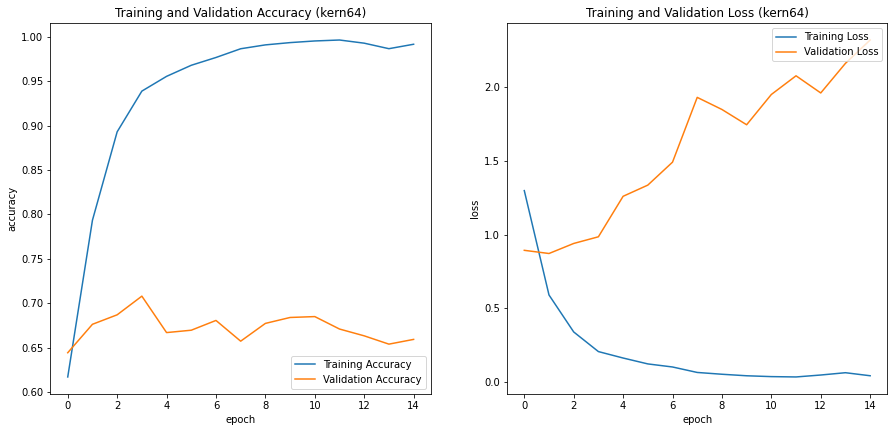 Training and Validation Accuracy (kern64)
accuracy
1.00
0.95
0.90
0.85
0.80
0.75
0.70
0.65
0.60
0 2 4 6 8 10 12 14
epoch
Training Accuracy
Validation Accuracy
Training and Validation Loss (kern64)
Training Loss
Validation Loss
loss
2.0
1.5
1.0
0.5
0.0
0 2 4 6 8 10 12 14
epoch